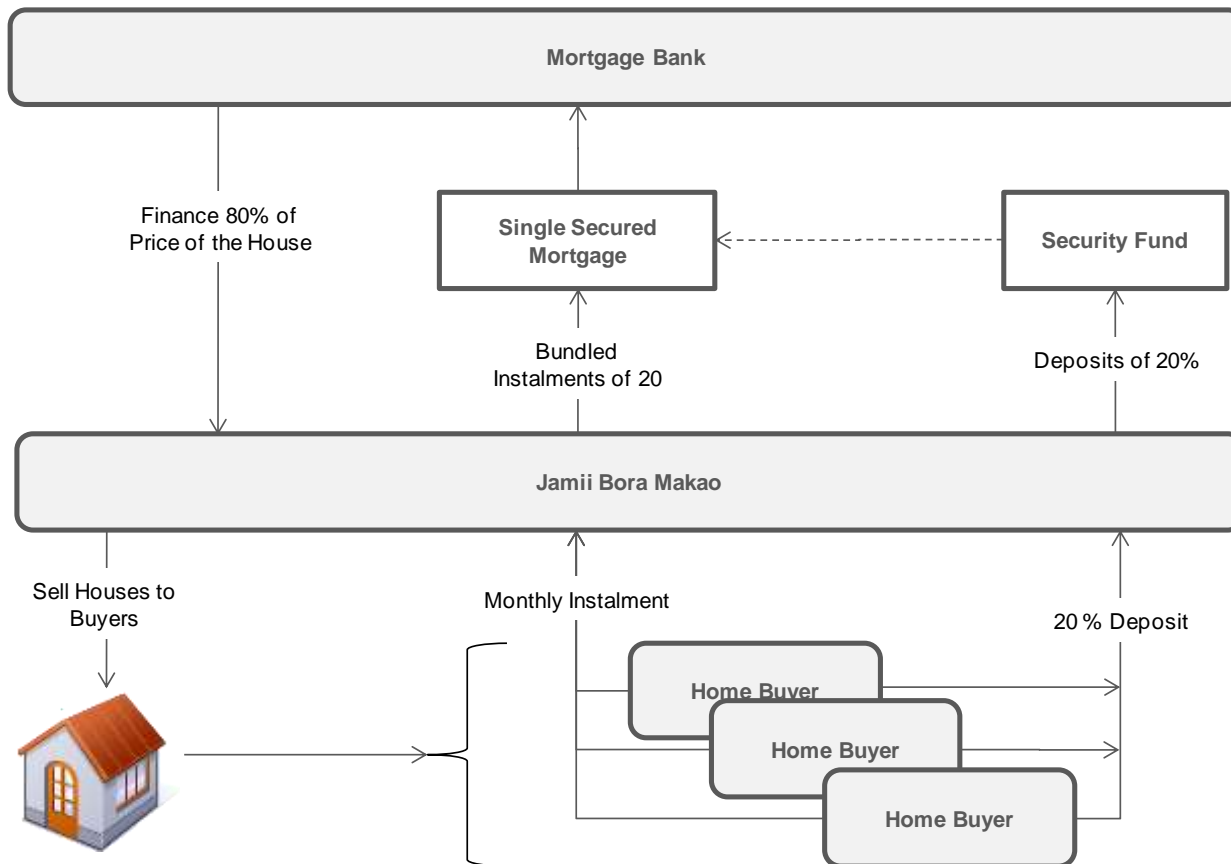 Mortgage Bank
Finance 80% of
Price of the House
Single Secured
Mortgage
Security Fund
Bundled
Instalments of 20
Deposits of 20%
Jamii Bora Makao
Sell Houses to
Buyers
Monthly Instalment
20 % Deposit
Home Buyer
Home Buyer
Home Buyer